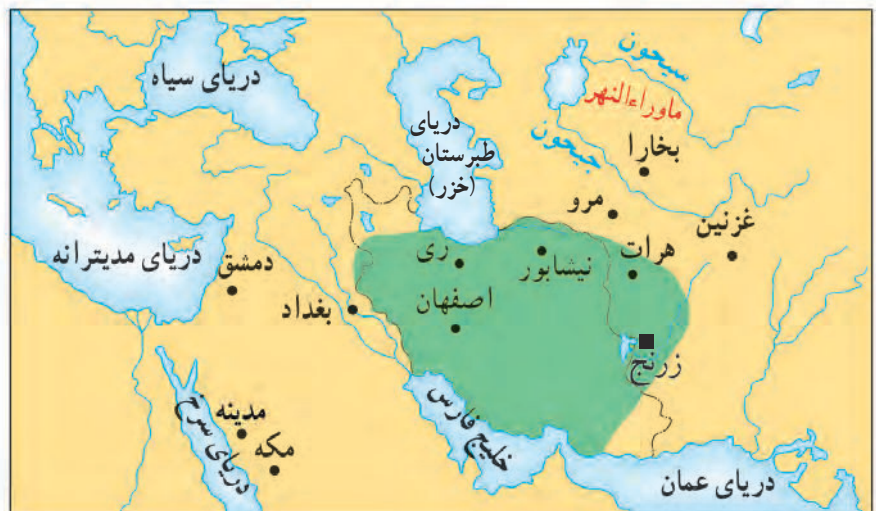 دریای سیاه
دریای
طبرستان
(خزر)
سیحون
ماوراءالنهر
جیحون
بخارا
مرو
غزنین
هرات
نیشابور
ری
اصفهان
زرنج
دریای مدیترانه
دمشق
بغداد
مدینه
مکه
دریای سرخ
خلیج فارس
دریای عمان